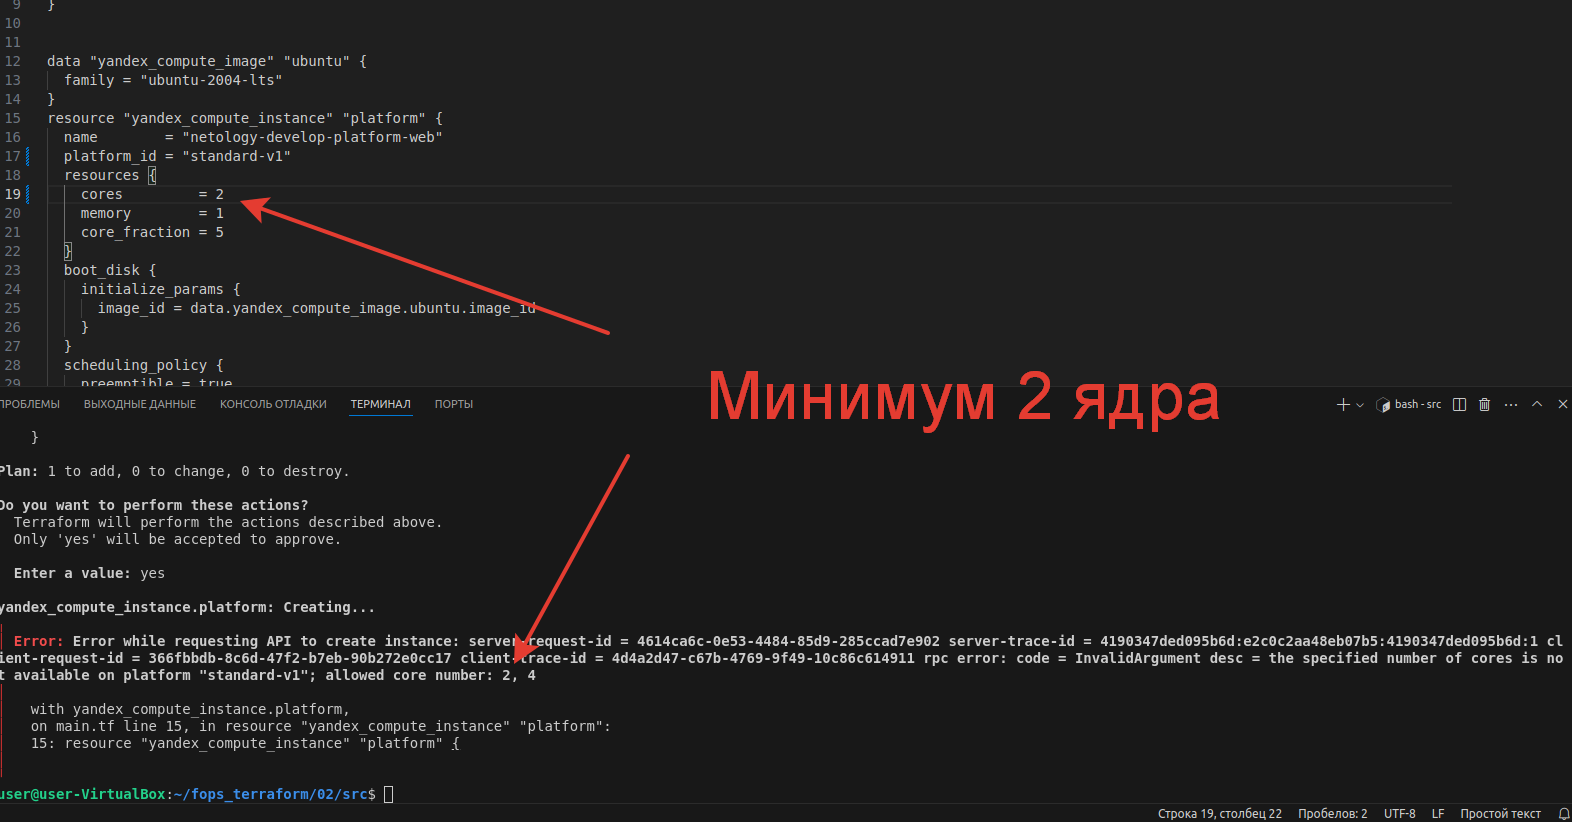 9 }
10
11
12 data "yandex_compute_image" "ubuntu" {
13 family = "ubuntu-2004-lts"
14 }
15 resource "yandex_compute_instance" "platform" {
16 name        = "netology-develop-platform-web"
17 platform_id = "standard-v1"
18 resources {
19 cores         = 2
20 memory        = 1
21 core_fraction = 5
22 }
23 boot_disk {
24 initialize_params {
25 image_id = data.yandex_compute_image.ubuntu.image_id
26 }
27 }
28 scheduling_policy {
29 preemptible = true
Минимум 2 ядра
ПРОБЛЕМЫ ВЫХОДНЫЕ ДАННЫЕ КОНСОЛЬ ОТЛАДКИ ТЕРМИНАЛ ПОРТЫ bash - src
}
Plan: 1 to add, 0 to change, 0 to destroy.
Do you want to perform these actions?
Terraform will perform the actions described above.
Only 'yes' will be accepted to approve.
Enter a value: yes
yandex_compute_instance.platform: Creating...
Error: Error while requesting API to create instance: server-request-id = 4614ca6c-0e53-4484-85d9-285ccad7e902 server-trace-id = 4190347ded095b6d:e2c0c2aa48eb07b5:4190347ded095b6d:1 cl
ient-request-id = 366fbbdb-8c6d-47f2-b7eb-90b272e0cc17 client-trace-id = 4d4a2d47-c67b-4769-9f49-10c86c614911 rpc error: code = InvalidArgument desc = the specified number of cores is no
t available on platform "standard-v1"; allowed core number: 2, 4
with yandex_compute_instance.platform,
on main.tf line 15, in resource "yandex_compute_instance" "platform":
15: resource "yandex_compute_instance" "platform" {
user@user-VirtualBox:~/fops_terraform/02/src$
Строка 19, столбец 22 Пробелов: 2 UTF-8 LF Простой текст